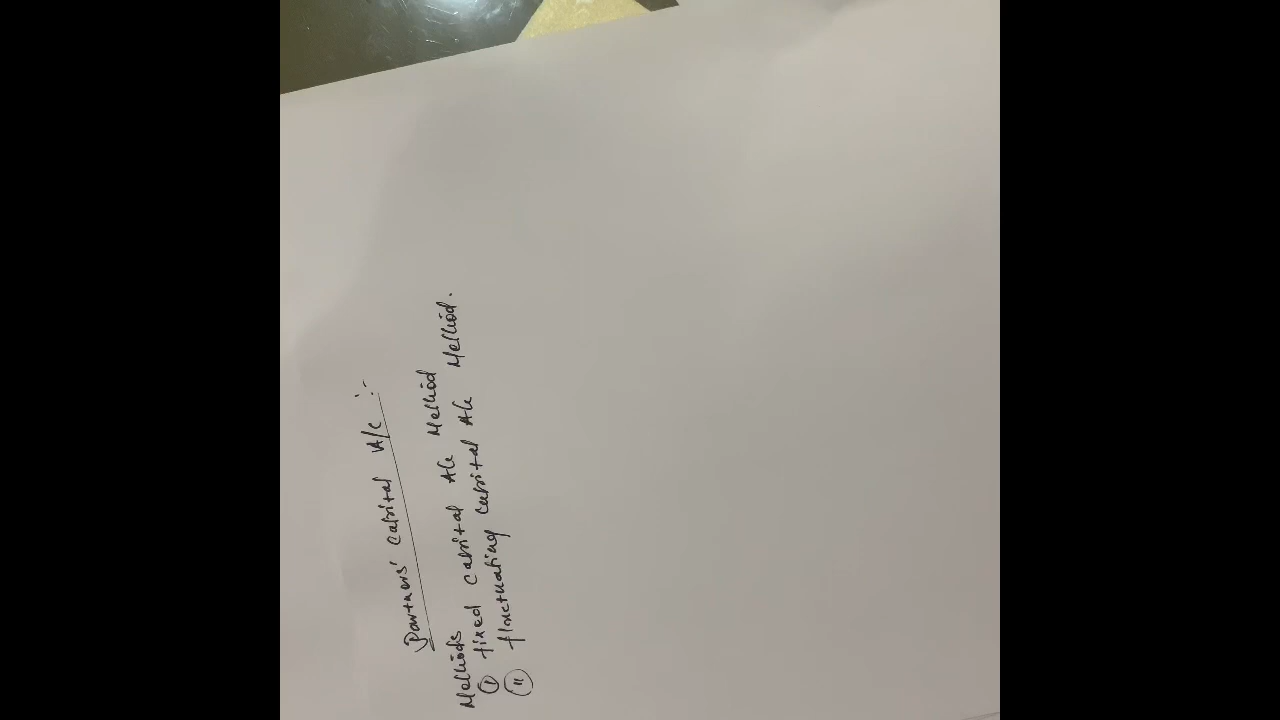 Partners' Capital A/c :-
Methods
(i) fixed Capital A/c Method
(ii) fluctuating Capital A/c Method.